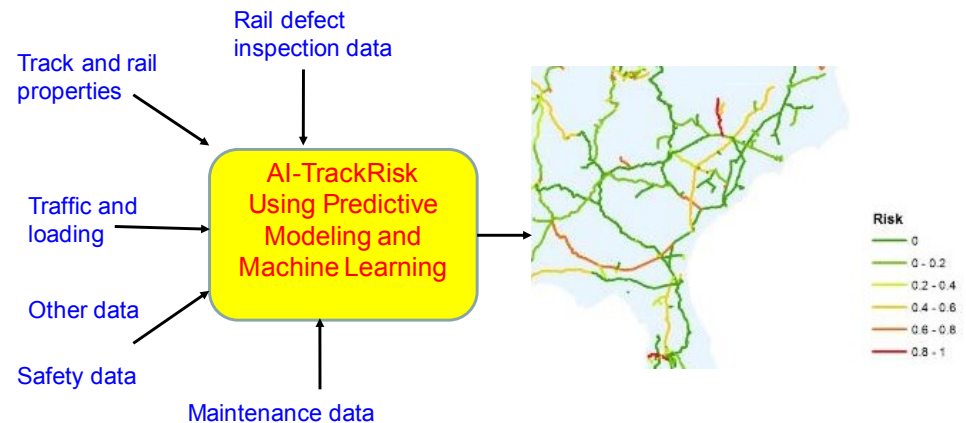 Rail defect
inspection data
Track and rail
properties
AI-TrackRisk
Using Predictive
Modeling and
Machine Learning
Traffic and
loading
Other data
Safety data
Maintenance data
Risk
0
0 - 0.2
0.2 - 0.4
0.4 - 0.6
0.6 - 0.8
0.8 - 1